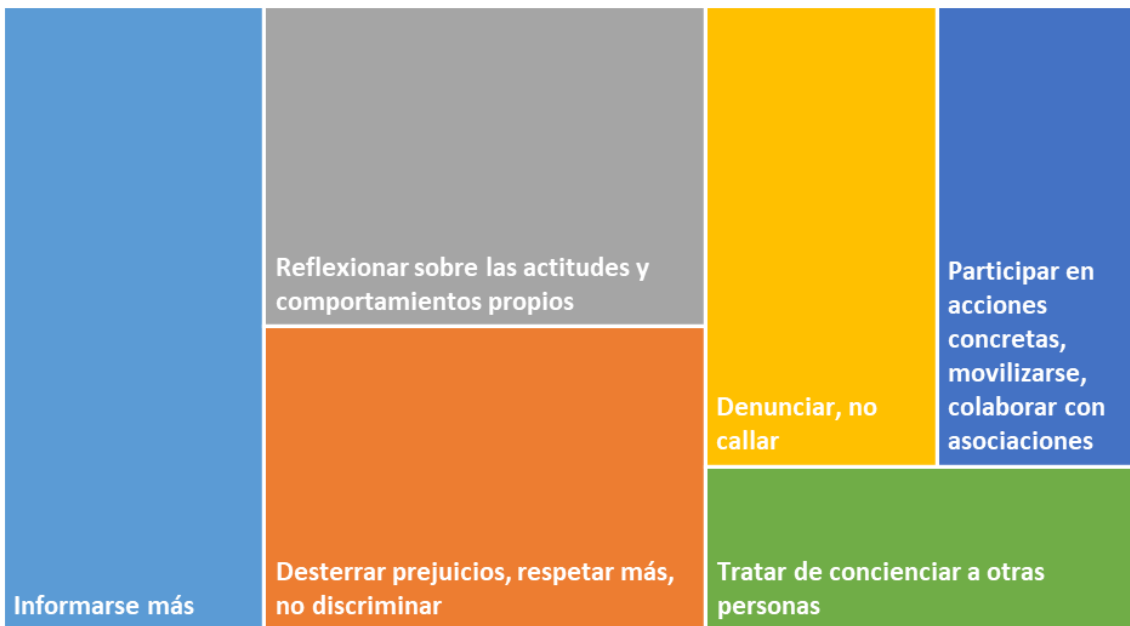 Informarse más
Reflexionar sobre las actitudes y
comportamientos propios
Desterrar prejuicios, respetar más,
no discriminar
Denunciar, no
callar
Participar en
acciones
concretas,
movilizarse,
colaborar con
asociaciones
Tratar de concienciar a otras
personas